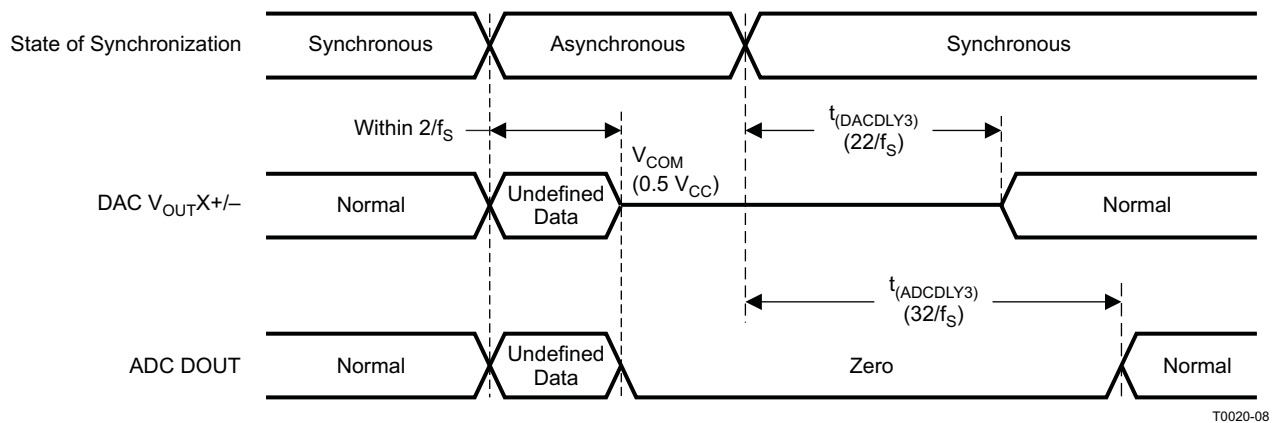 State of Synchronization Synchronous Asynchronous Synchronous
Within 2/fS
t(DACDLY3)
(22/fS)
VCOM
(0.5 VCC)
DAC VOUTX+/– Normal Undefined Data Normal
t(ADCDLY3)
(32/fS)
ADC DOUT Normal Undefined Data Zero Normal
T0020-08